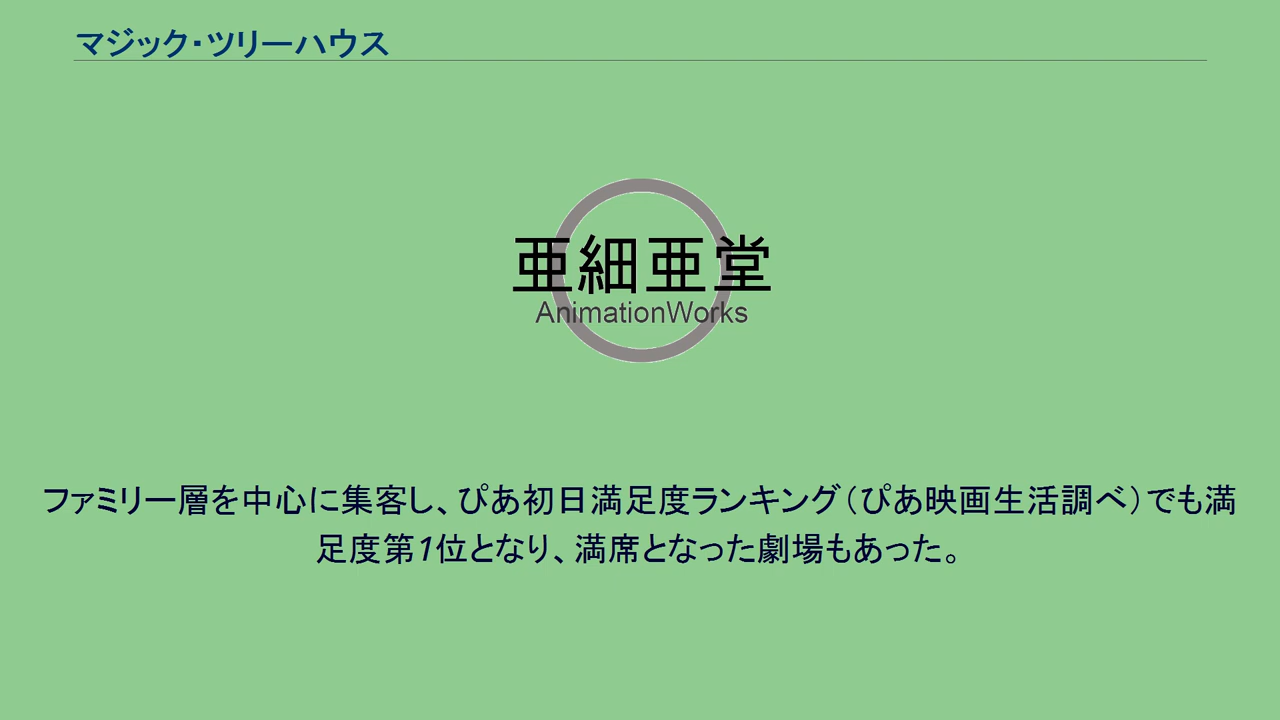 マジック・ツリーハウス
亜細亜堂
AnimationWorks
ファミリー層を中心に集客し、ぴあ初日満足度ランキング（ぴあ映画生活調べ）でも満
足度第1位となり、満席となった劇場もあった。